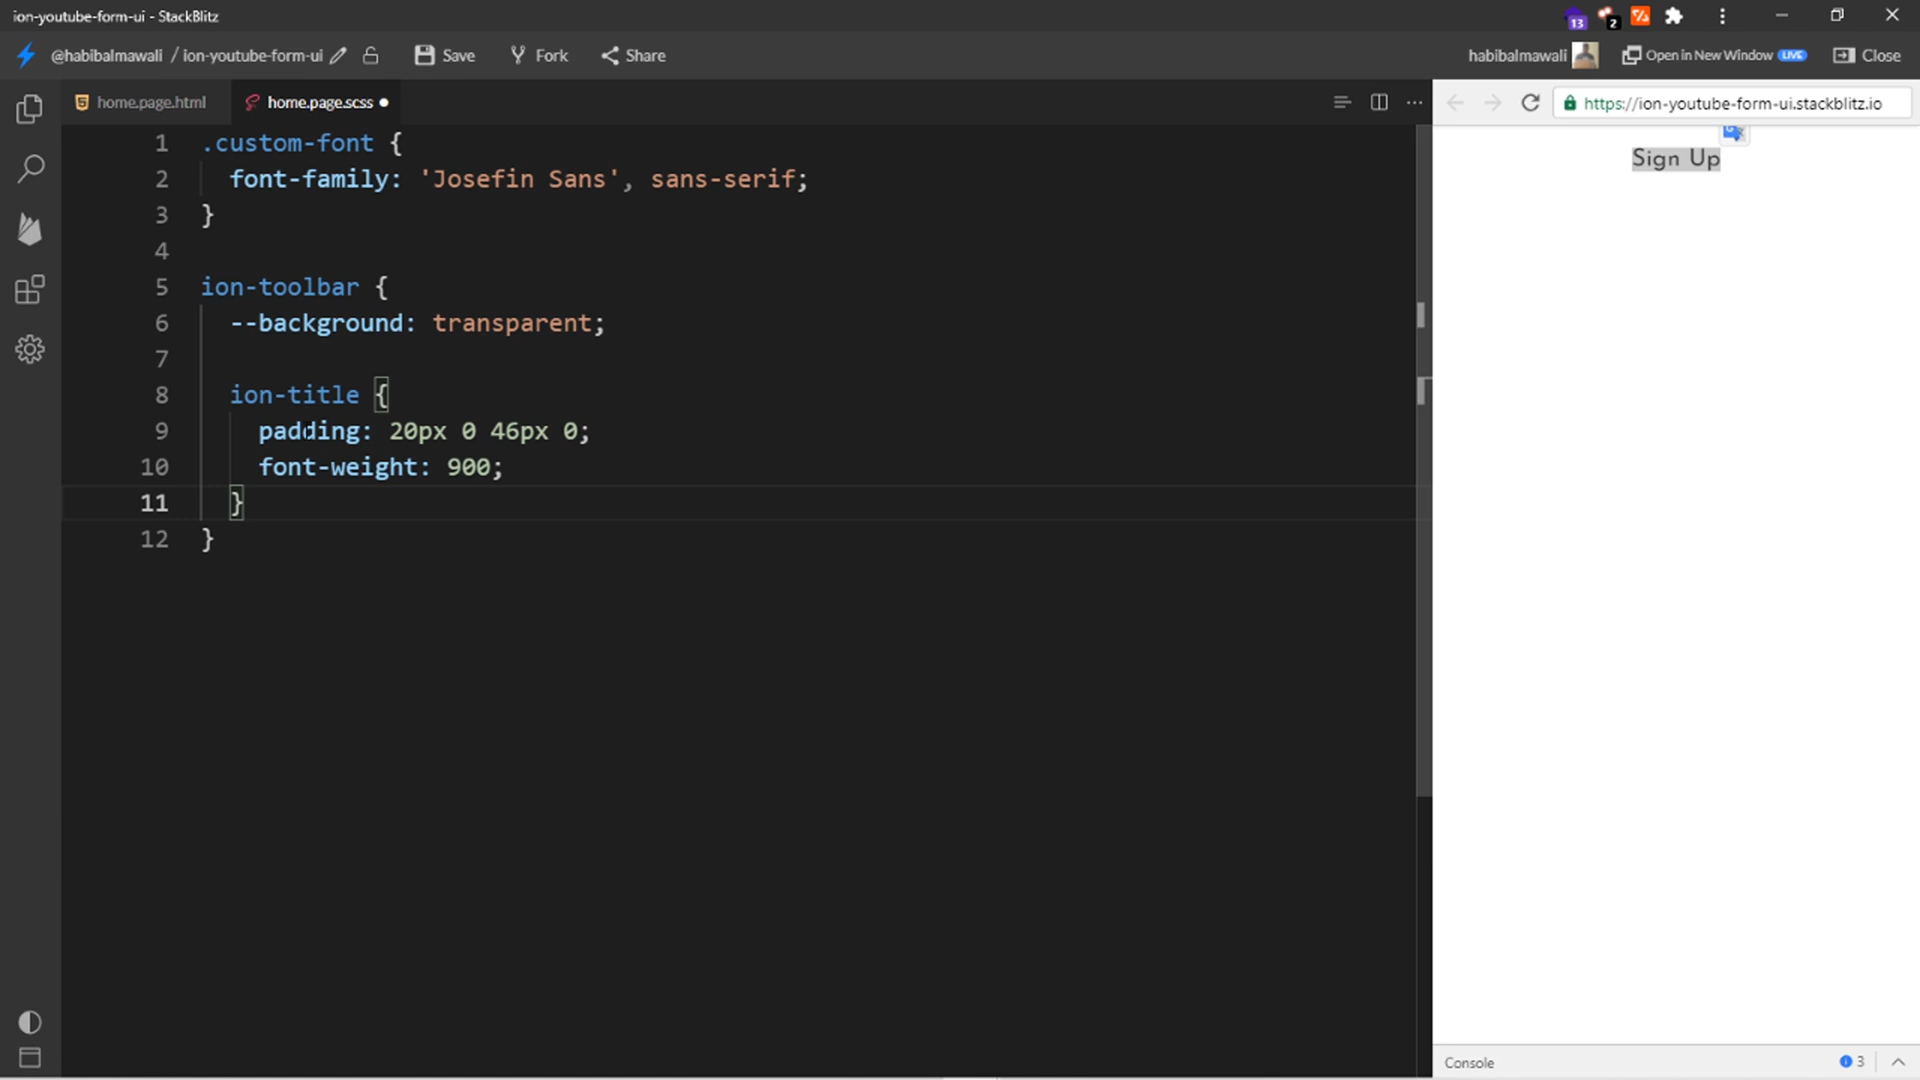 ion-youtube-form-ui - StackBlitz
13
2
@habibalmawali / ion-youtube-form-ui
Save
Fork
Share
habibalmawali
Open in New Window LIVE
Close
home.page.html
home.page.scss
https://ion-youtube-form-ui.stackblitz.io
1 .custom-font {
2 font-family: 'Josefin Sans', sans-serif;
3 }
4
5 ion-toolbar {
6 --background: transparent;
7
8 ion-title {
9 padding: 20px 0 46px 0;
10 font-weight: 900;
11 }
12 }
Sign Up
Console
3